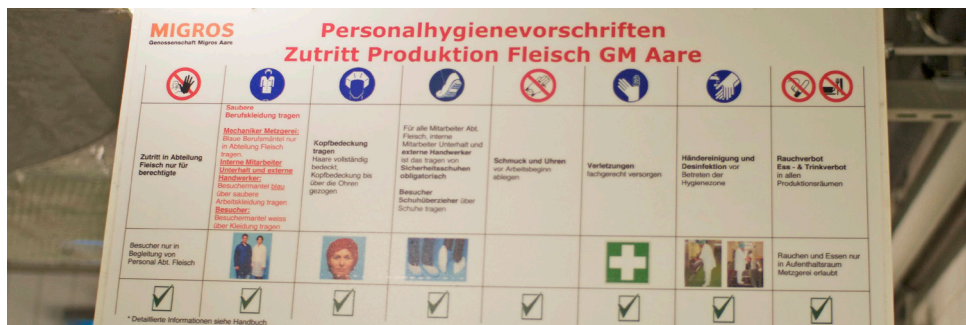 MIGROS
Genossenschaft Migros Aare
Personalhygienevorschriften
Zutritt Produktion Fleisch GM Aare
Zutritt in Abteilung
Fleisch nur für
berechtigte
Saubere
Berufskleidung tragen
Mechaniker Metzgerei:
Blaue Berufsmäntel nur
in Abteilung Fleisch
tragen
Interne Mitarbeiter
Unterhalt und externe
Handwerker:
Besuchermantel blau
über saubere
Arbeitskleidung tragen
Besucher:
Besuchermantel weiss
über Kleidung tragen
Kopfbedeckung
tragen
Haare vollständig
bedeckt.
Kopfbedeckung bis
über die Ohren
gezogen
Für alle Mitarbeiter Abt.
Fleisch, interne
Mitarbeiter Unterhalt und
externe Handwerker
ist das tragen von
Sicherheitsschuhen
obligatorisch
Besucher
Schuhüberzieher über
Schuhe tragen
Schmuck und Uhren
vor Arbeitsbeginn
ablegen
Verletzungen
fachgerecht versorgen
Händereinigung und
Desinfektion vor
Betreten der
Hygienezone
Rauchverbot
Ess - & Trinkverbot
in allen
Produktionsräumen
Besucher nur in
Begleitung von
Personal Abt. Fleisch
Rauchen und Essen nur
in Aufenthaltsraum
Metzgerei erlaubt
* Detaillierte Informationen siehe Handbuch